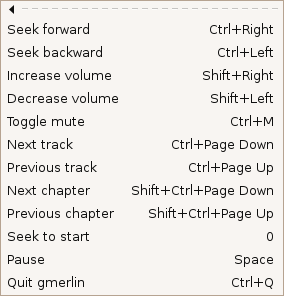 Seek forward Ctrl+Right
Seek backward Ctrl+Left
Increase volume Shift+Right
Decrease volume Shift+Left
Toggle mute Ctrl+M
Next track Ctrl+Page Down
Previous track Ctrl+Page Up
Next chapter Shift+Ctrl+Page Down
Previous chapter Shift+Ctrl+Page Up
Seek to start 0
Pause Space
Quit gmerlin Ctrl+Q